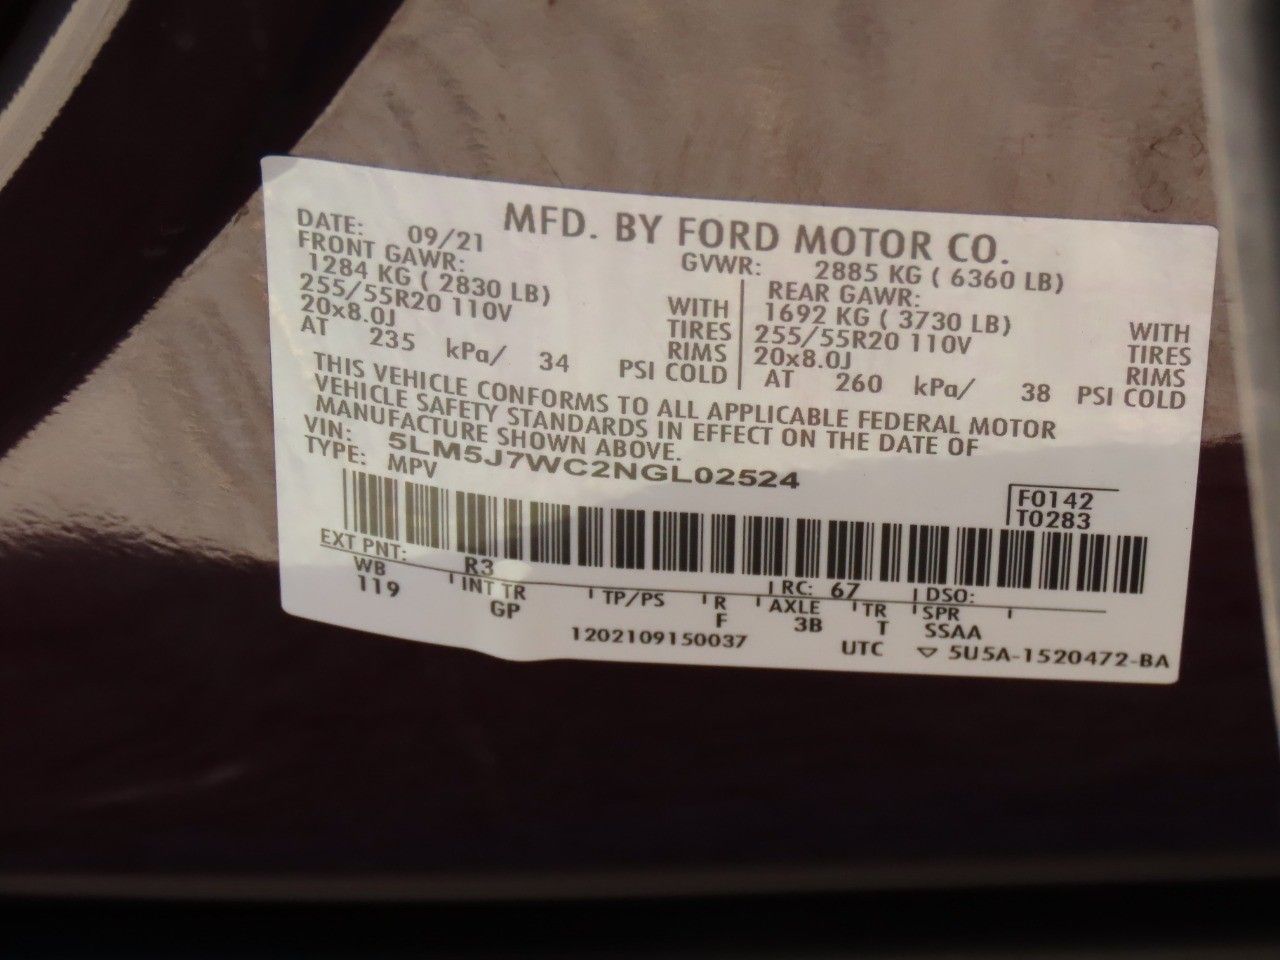 MFD. BY FORD MOTOR CO.
DATE: 09/21
GVWR: 2885 KG ( 6360 LB)
FRONT GAWR:
1284 KG ( 2830 LB)
255/55R20 110V
20x8.0J
AT 235 kPa/ 34
WITH
TIRES
RIMS
PSI COLD
REAR GAWR:
1692 KG ( 3730 LB)
255/55R20 110V
20x8.0J
AT 260 kPa/ 38
WITH
TIRES
RIMS
PSI COLD
THIS VEHICLE CONFORMS TO ALL APPLICABLE FEDERAL MOTOR
VEHICLE SAFETY STANDARDS IN EFFECT ON THE DATE OF
MANUFACTURE SHOWN ABOVE.
VIN: 5LM5J7WC2NGL02524
TYPE: MPV
F0142
T0283
EXT PNT: R3 RC: 67 DSO:
WB INT TR TP/PS R AXLE TR SPR
119 GP F 3B T SSAA
1202109150037
UTC ▽ 5U5A-1520472-BA